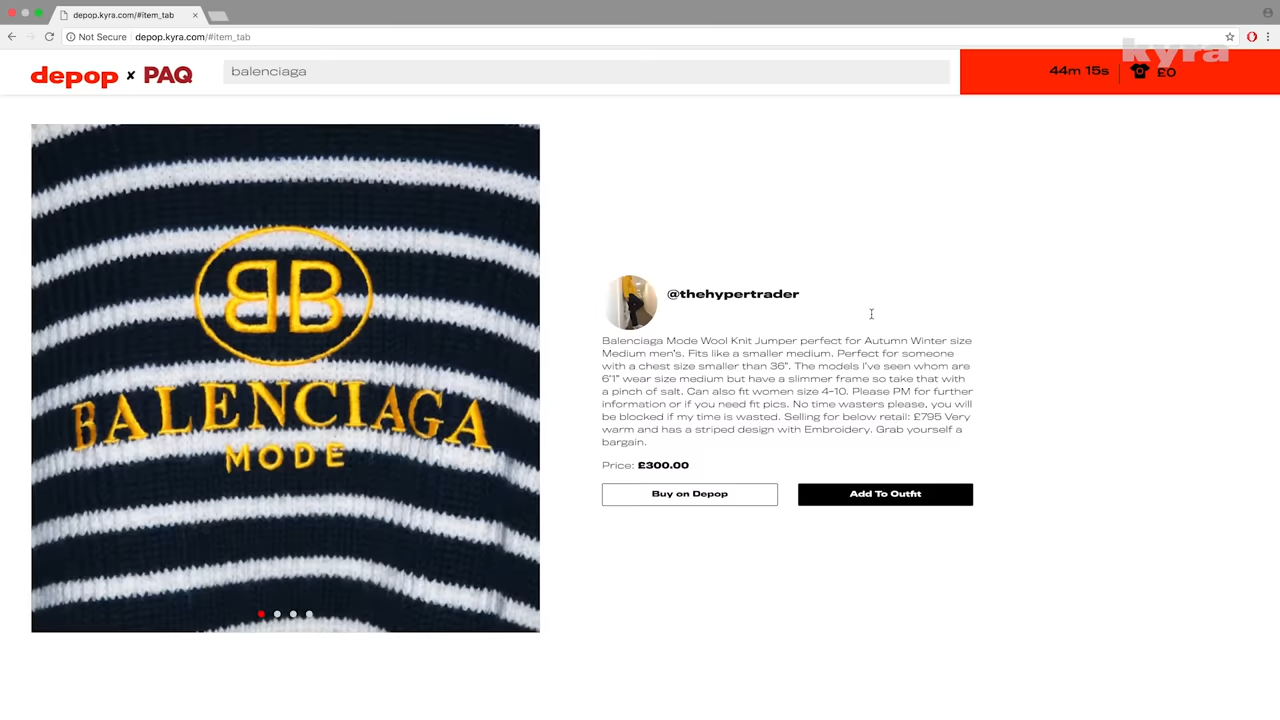 depop.kyra.com/#item_tab
Not Secure depop.kyra.com/#item_tab
kyra
depop x PAQ
balenciaga
44m 15s
£0
BB
BALENCIAGA
MODE
@thehypertrader
Balenciaga Mode Wool Knit Jumper perfect for Autumn Winter size
Medium men's. Fits like a smaller medium. Perfect for someone
with a chest size smaller than 36". The models I've seen whom are
6'1" wear size medium but have a slimmer frame so take that with
a pinch of salt. Can also fit women size 4-10. Please PM for further
information or if you need fit pics. No time wasters please, you will
be blocked if my time is wasted. Selling for below retail: £795 Very
warm and has a striped design with Embroidery. Grab yourself a
bargain.
Price: £300.00
Buy on Depop
Add To Outfit